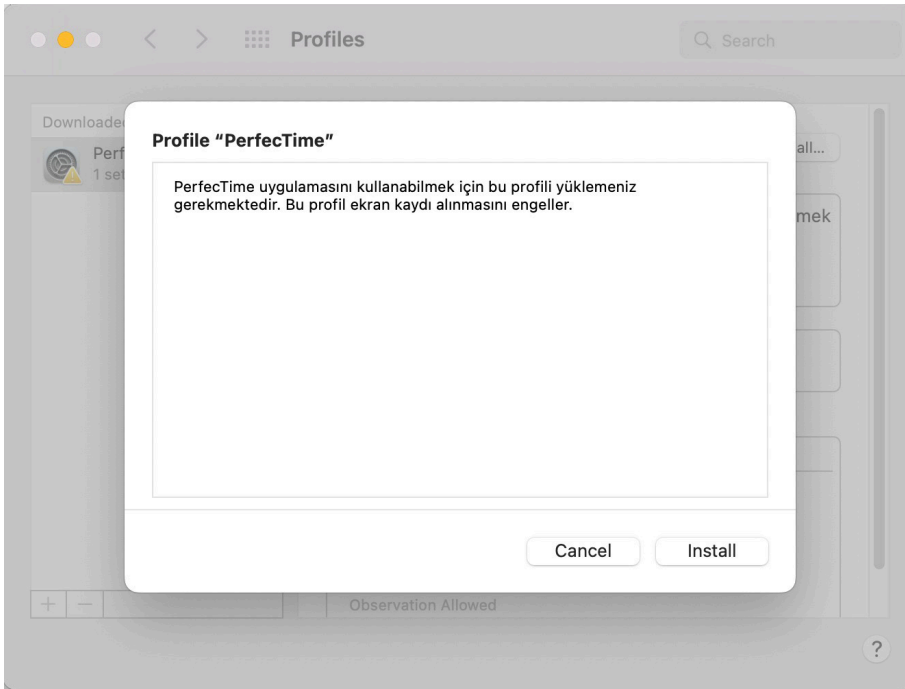 Profiles
Search
Downloaded
Perf
1 set
all...
mek
Profile “PerfecTime”
PerfecTime uygulamasını kullanabilmek için bu profili yüklemeniz
gerekmektedir. Bu profil ekran kaydı alınmasını engeller.
Cancel
Install
Observation Allowed
?